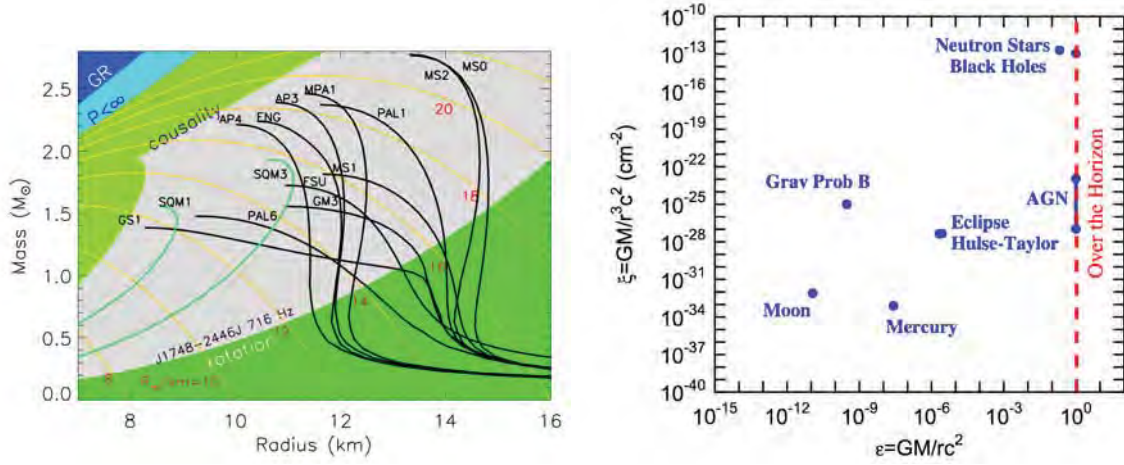 Mass (M⊙)
2.5
2.0
1.5
1.0
0.5
0.0
8
10
12
14
16
Radius (km)
GR
P<∞
causality
AP4
ENG
AP3
MPA1
PAL1
MS2
MS0
SQM3
FSU
MS1
GM3
SQM1
GS1
PAL6
20
18
16
14
12
8
J1748-2446J 716 Hz
rotation
ξ=GM/r³c² (cm⁻²)
10⁻¹⁰
10⁻¹³
10⁻¹⁶
10⁻¹⁹
10⁻²²
10⁻²⁵
10⁻²⁸
10⁻³¹
10⁻³⁴
10⁻³⁷
10⁻⁴⁰
10⁻¹⁵
10⁻¹²
10⁻⁹
10⁻⁶
10⁻³
10⁰
ε=GM/rc²
Neutron Stars
Black Holes
Grav Prob B
AGN
Eclipse
Hulse-Taylor
Moon
Mercury
Over the Horizon